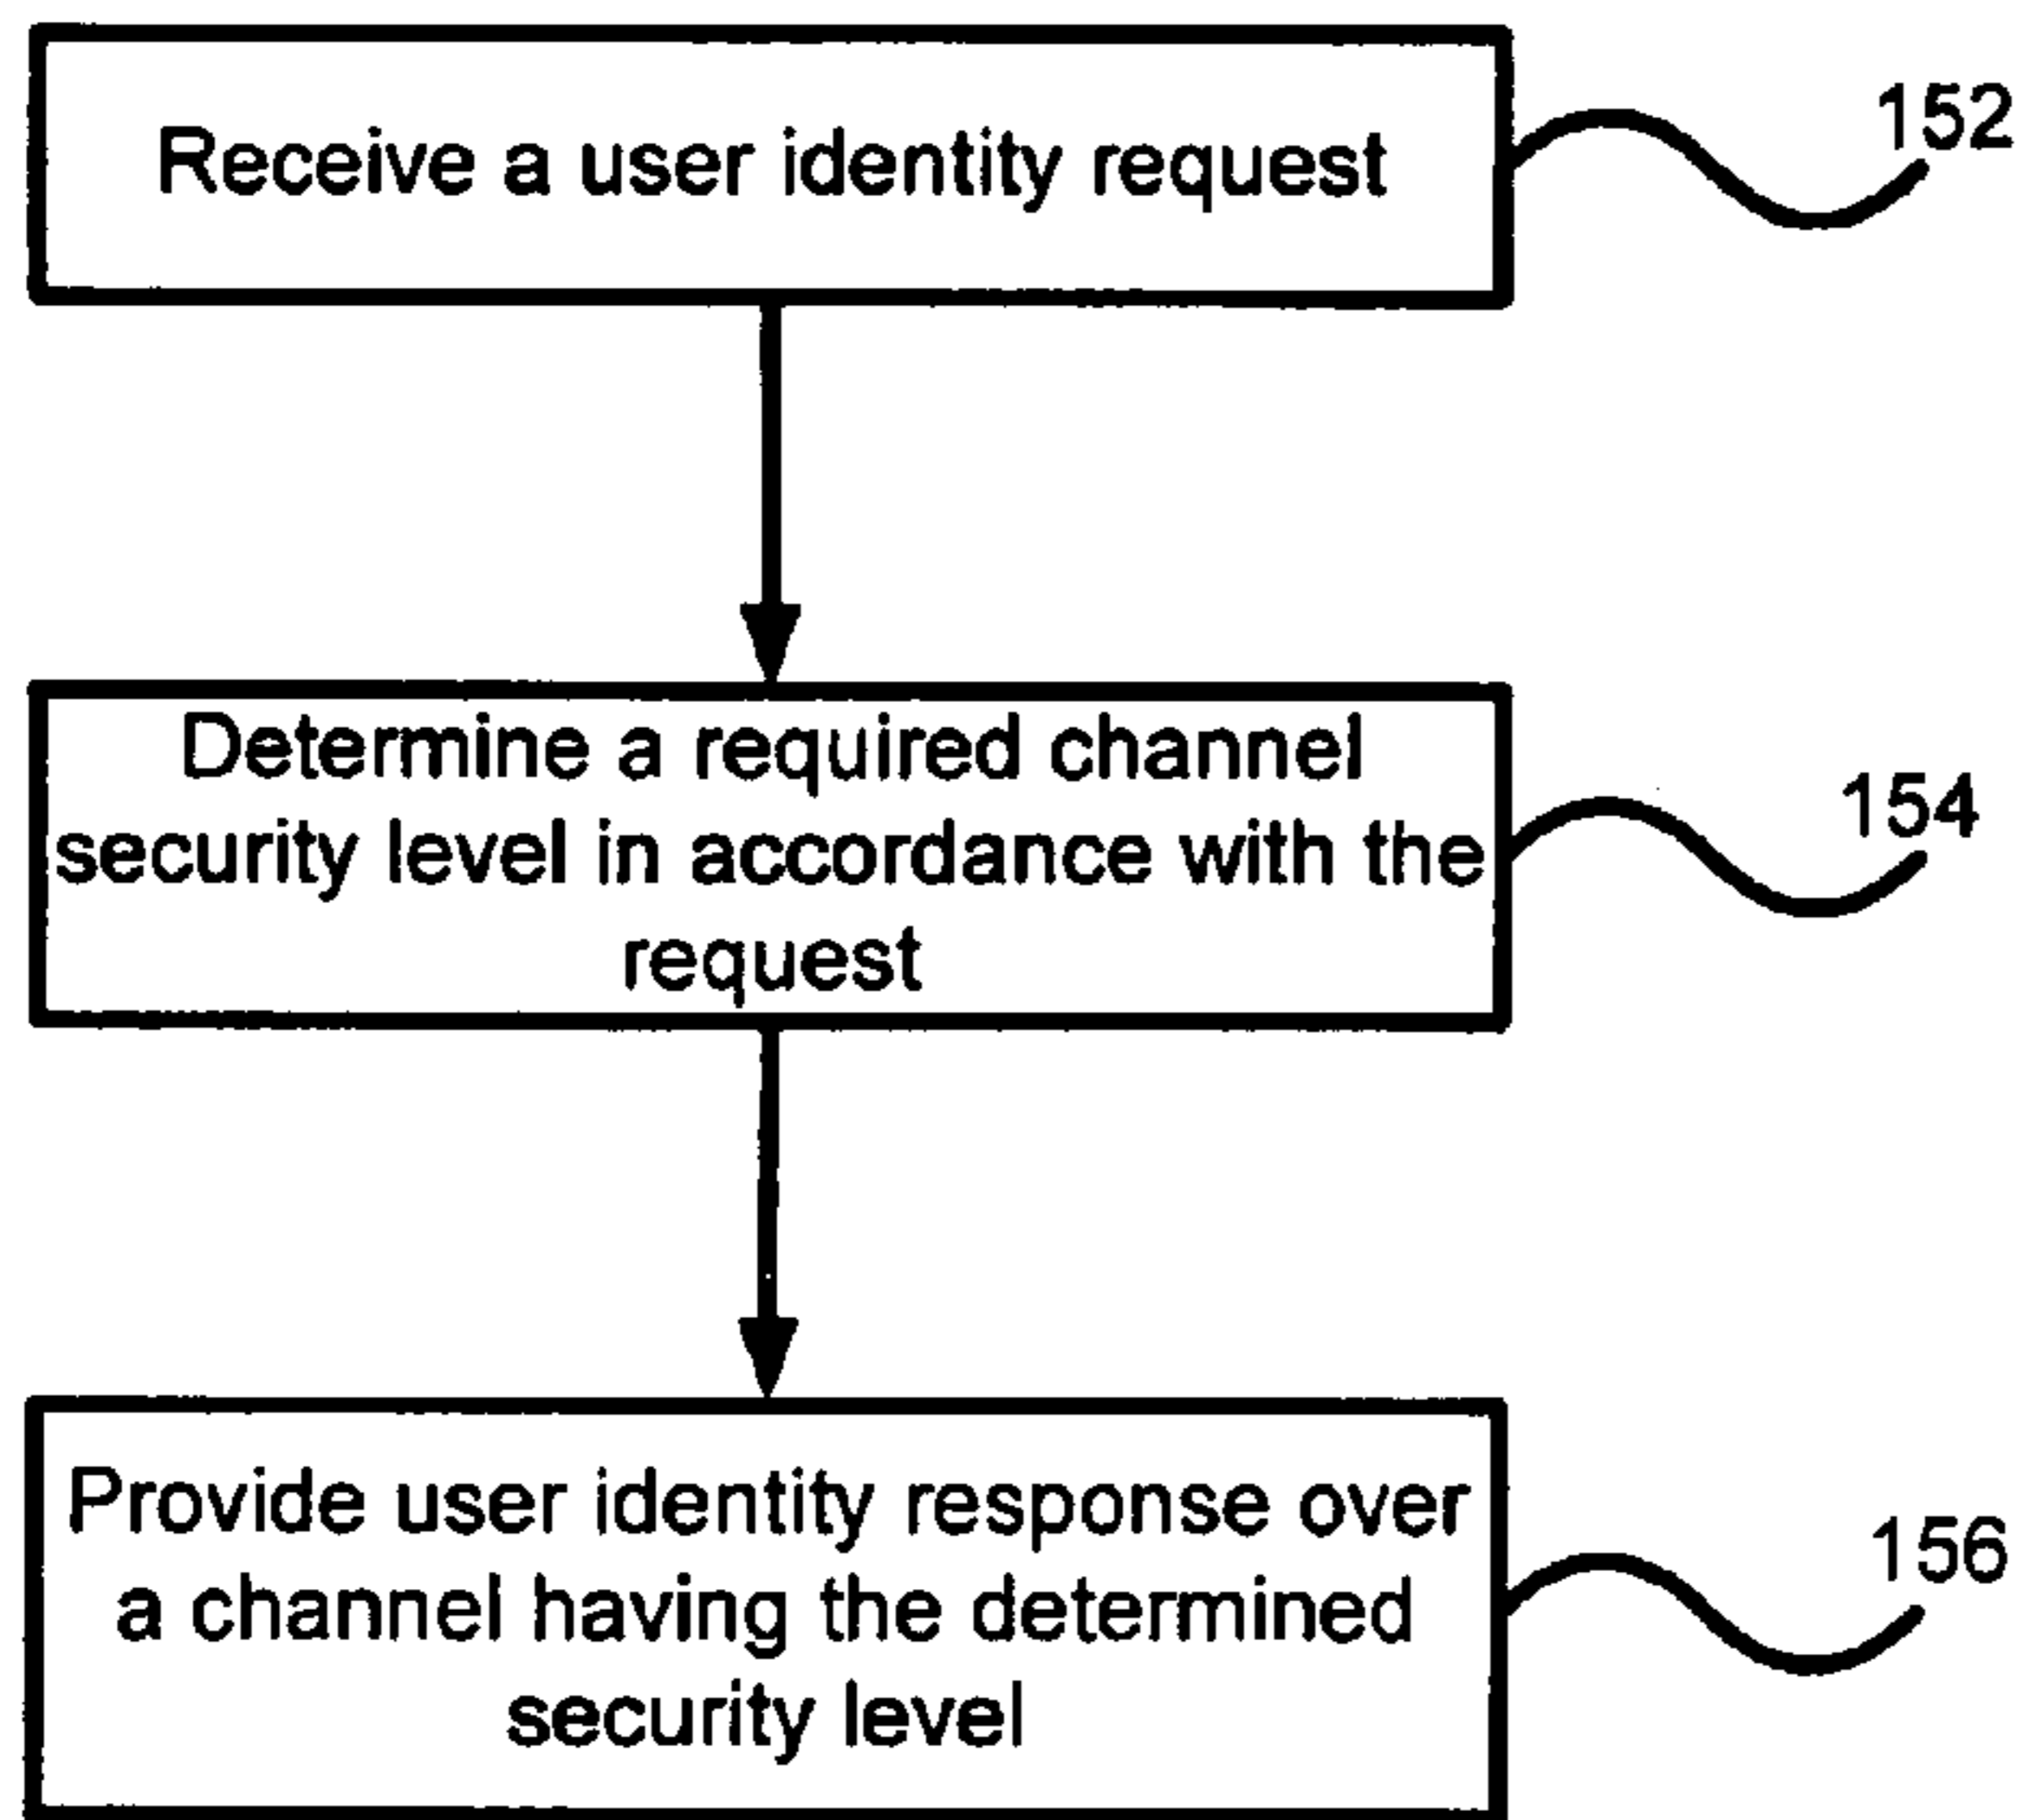 Receive a user identity request
152
Determine a required channel
security level in accordance with the
request
154
Provide user identity response over
a channel having the determined
security level
156